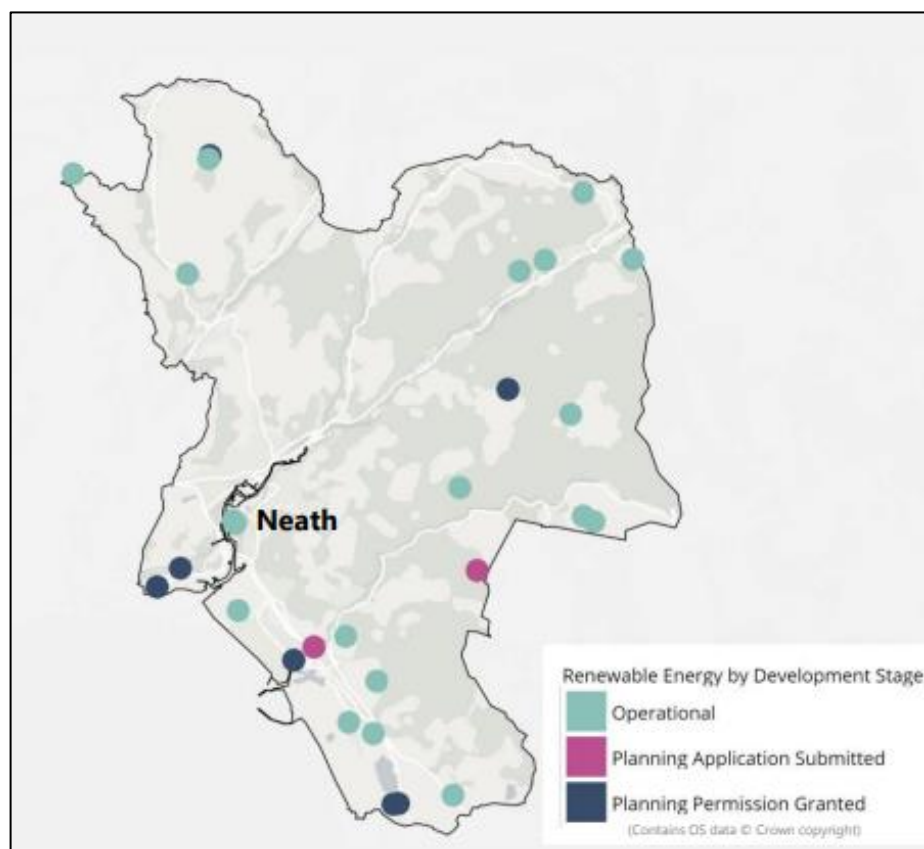 Neath
Renewable Energy by Development Stage
Operational
Planning Application Submitted
Planning Permission Granted
(Contains OS data © Crown copyright)